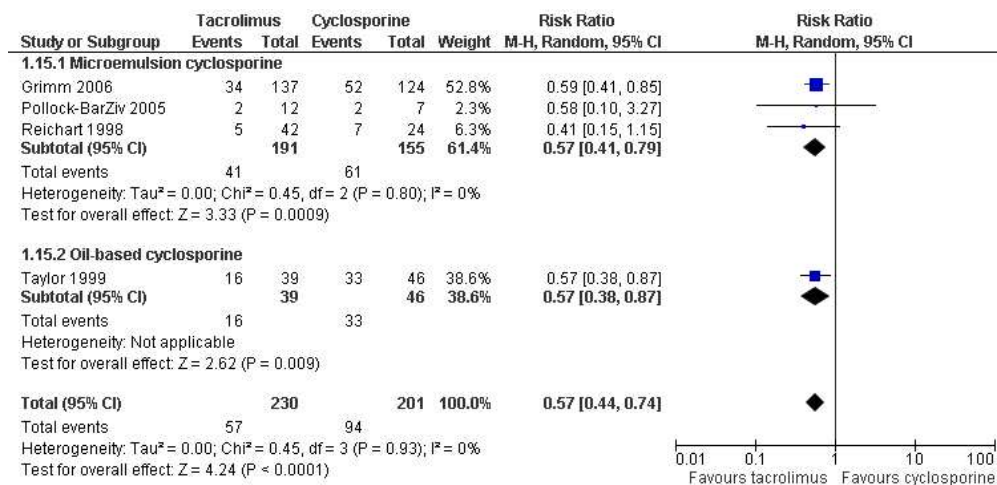 Tacrolimus Cyclosporine Risk Ratio Risk Ratio
Study or Subgroup Events Total Events Total Weight M-H, Random, 95% CI M-H, Random, 95% CI
1.15.1 Microemulsion cyclosporine
Grimm 2006 34 137 52 124 52.8% 0.59 [0.41, 0.85]
Pollock-BarZiv 2005 2 12 2 7 2.3% 0.58 [0.10, 3.27]
Reichart 1998 5 42 7 24 6.3% 0.41 [0.15, 1.15]
Subtotal (95% CI) 191 155 61.4% 0.57 [0.41, 0.79]
Total events 41 61
Heterogeneity: Tau² = 0.00; Chi² = 0.45, df = 2 (P = 0.80); I² = 0%
Test for overall effect: Z = 3.33 (P = 0.0009)
1.15.2 Oil-based cyclosporine
Taylor 1999 16 39 33 46 38.6% 0.57 [0.38, 0.87]
Subtotal (95% CI) 39 46 38.6% 0.57 [0.38, 0.87]
Total events 16 33
Heterogeneity: Not applicable
Test for overall effect: Z = 2.62 (P = 0.009)
Total (95% CI) 230 201 100.0% 0.57 [0.44, 0.74]
Total events 57 94
Heterogeneity: Tau² = 0.00; Chi² = 0.45, df = 3 (P = 0.93); I² = 0%
Test for overall effect: Z = 4.24 (P < 0.0001)
0.01 0.1 1 10 100
Favours tacrolimus Favours cyclosporine